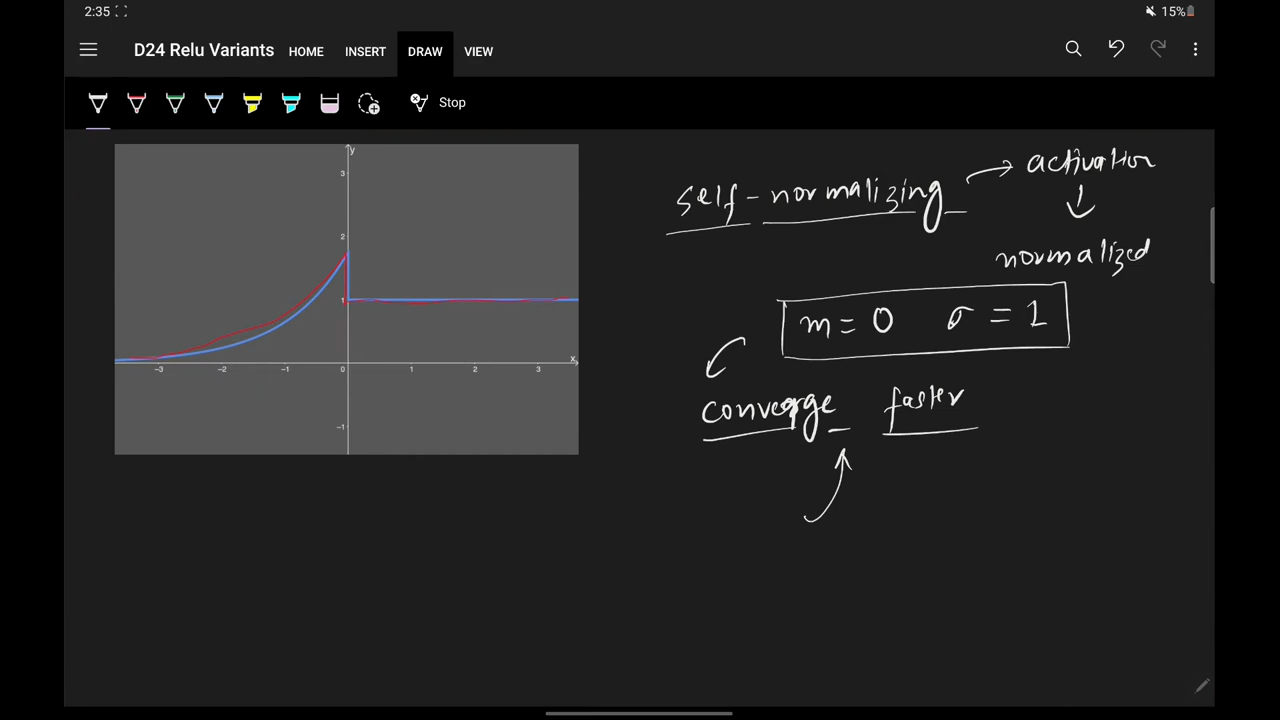 2:35
15%
D24 Relu Variants HOME INSERT DRAW VIEW
Stop
y
3
2
1
-3 -2 -1 0 1 2 3 x
-1
self-normalizing → activation
normalized
m = 0 σ = 1
converge faster